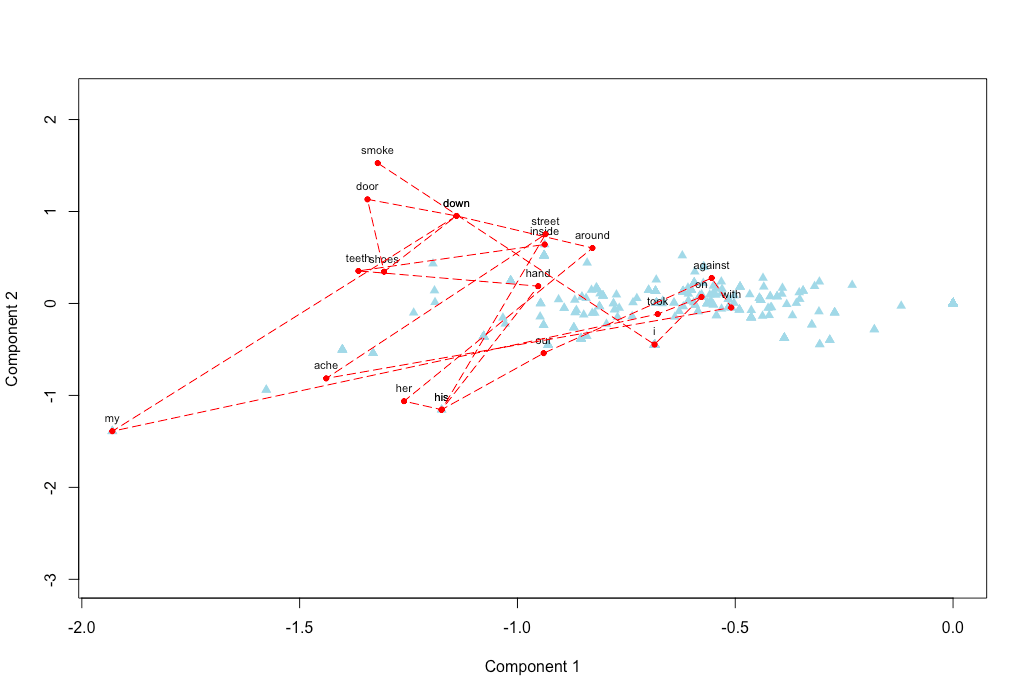 smoke
door
down
street
inside
around
teeth
shoes
hand
against
on
with
took
i
our
ache
her
his
my
Component 2
2
1
0
-1
-2
-3
-2.0 -1.5 -1.0 -0.5 0.0
Component 1